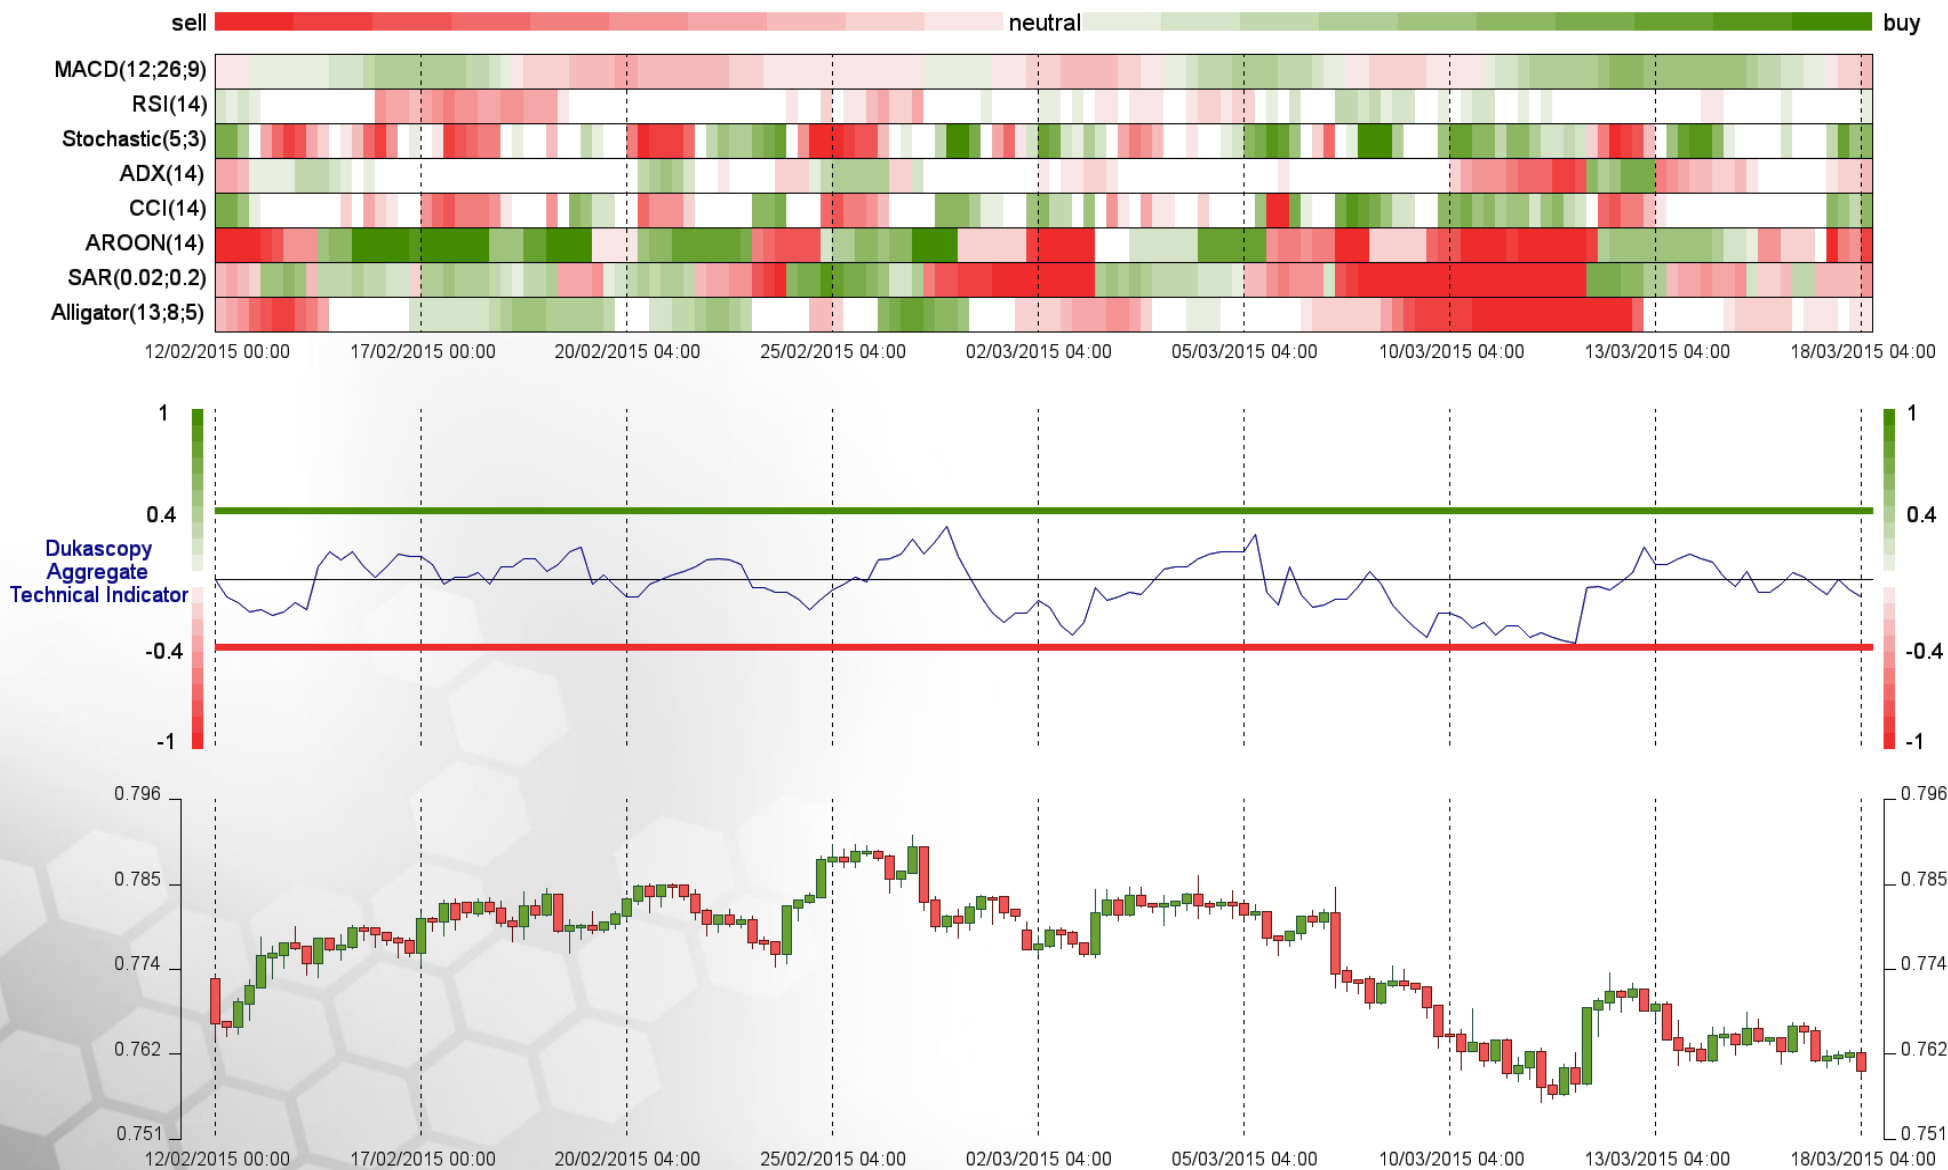 sell neutral buy
MACD(12;26;9)
RSI(14)
Stochastic(5;3)
ADX(14)
CCI(14)
AROON(14)
SAR(0.02;0.2)
Alligator(13;8;5)
12/02/2015 00:00 17/02/2015 00:00 20/02/2015 04:00 25/02/2015 04:00 02/03/2015 04:00 05/03/2015 04:00 10/03/2015 04:00 13/03/2015 04:00 18/03/2015 04:00
1 1
0.4 0.4
Dukascopy
Aggregate
Technical Indicator
-0.4 -0.4
-1 -1
0.796 0.796
0.785 0.785
0.774 0.774
0.762 0.762
0.751 0.751
12/02/2015 00:00 17/02/2015 00:00 20/02/2015 04:00 25/02/2015 04:00 02/03/2015 04:00 05/03/2015 04:00 10/03/2015 04:00 13/03/2015 04:00 18/03/2015 04:00